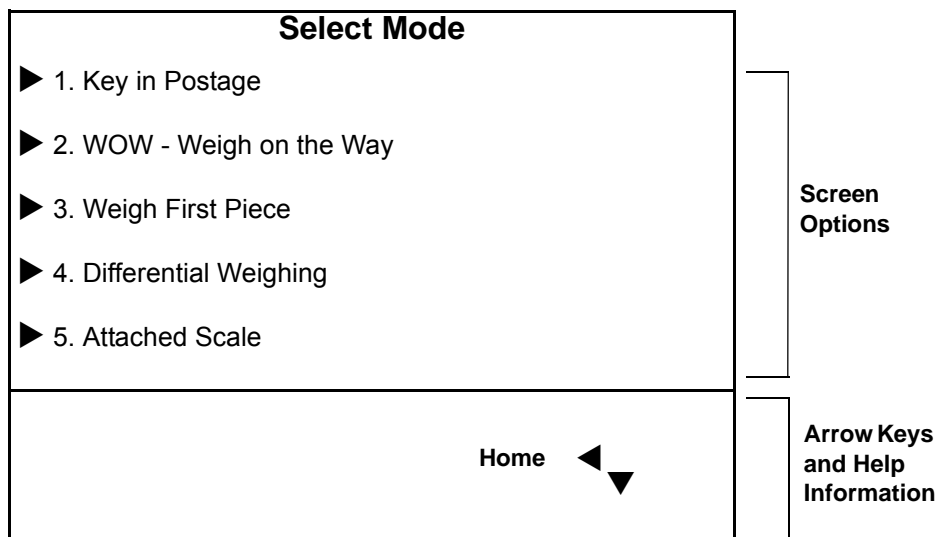 Select Mode
1. Key in Postage
2. WOW - Weigh on the Way
3. Weigh First Piece
4. Differential Weighing
5. Attached Scale
Screen
Options
Home
Arrow Keys
and Help
Information